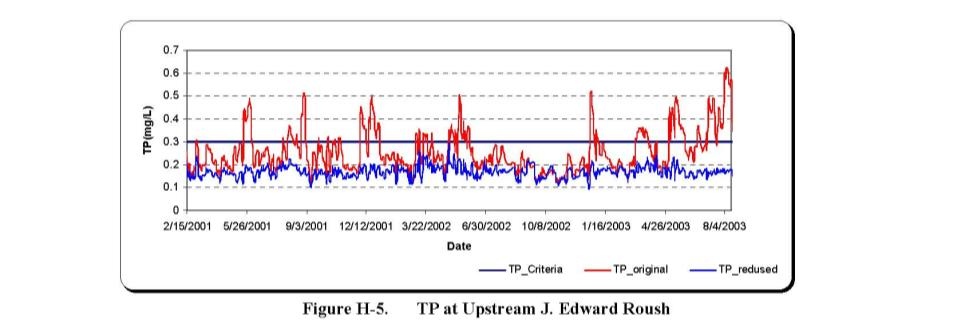 0.7
0.6
0.5
0.4
0.3
0.2
0.1
0
TP(mg/L)
2/15/2001 5/26/2001 9/3/2001 12/12/2001 3/22/2002 6/30/2002 10/8/2002 1/16/2003 4/26/2003 8/4/2003
Date
TP_Criteria TP_original TP_redused
Figure H-5. TP at Upstream J. Edward Roush